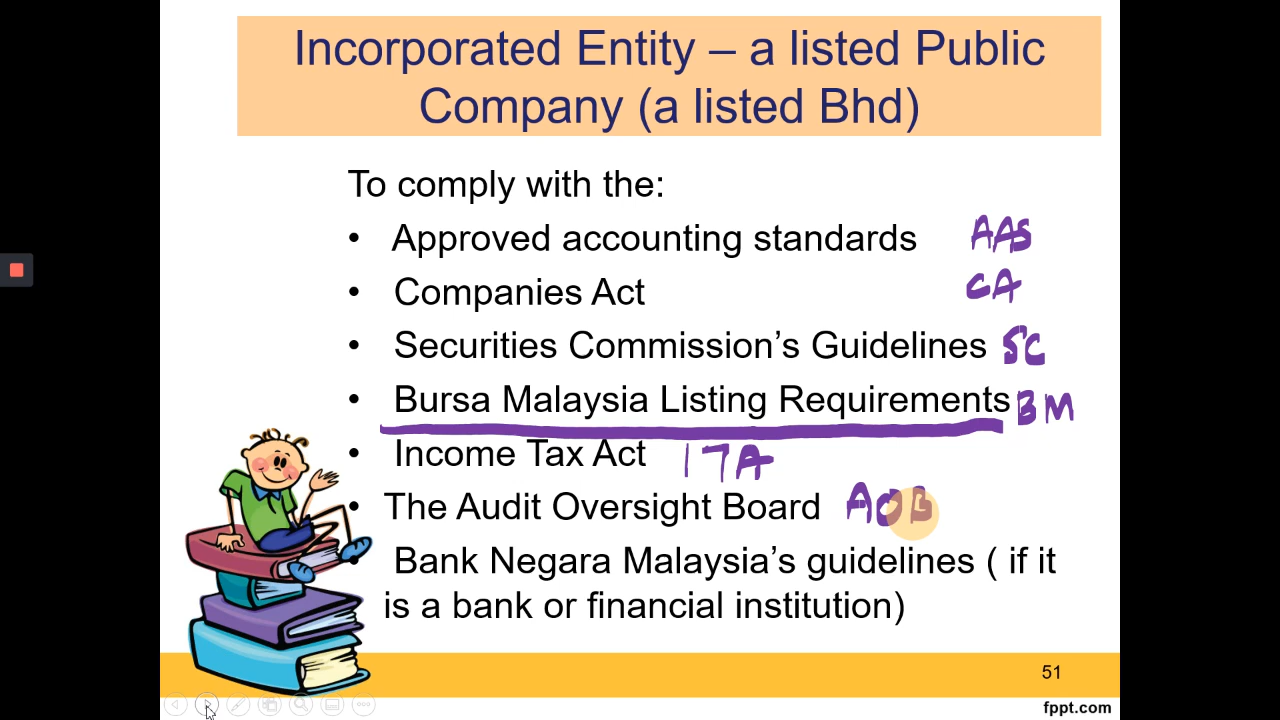 Incorporated Entity – a listed Public
Company (a listed Bhd)
To comply with the:
• Approved accounting standards AAS
• Companies Act CA
• Securities Commission’s Guidelines SC
• Bursa Malaysia Listing Requirements BM
• Income Tax Act ITA
• The Audit Oversight Board AOB
• Bank Negara Malaysia’s guidelines ( if it
is a bank or financial institution)
51
fppt.com